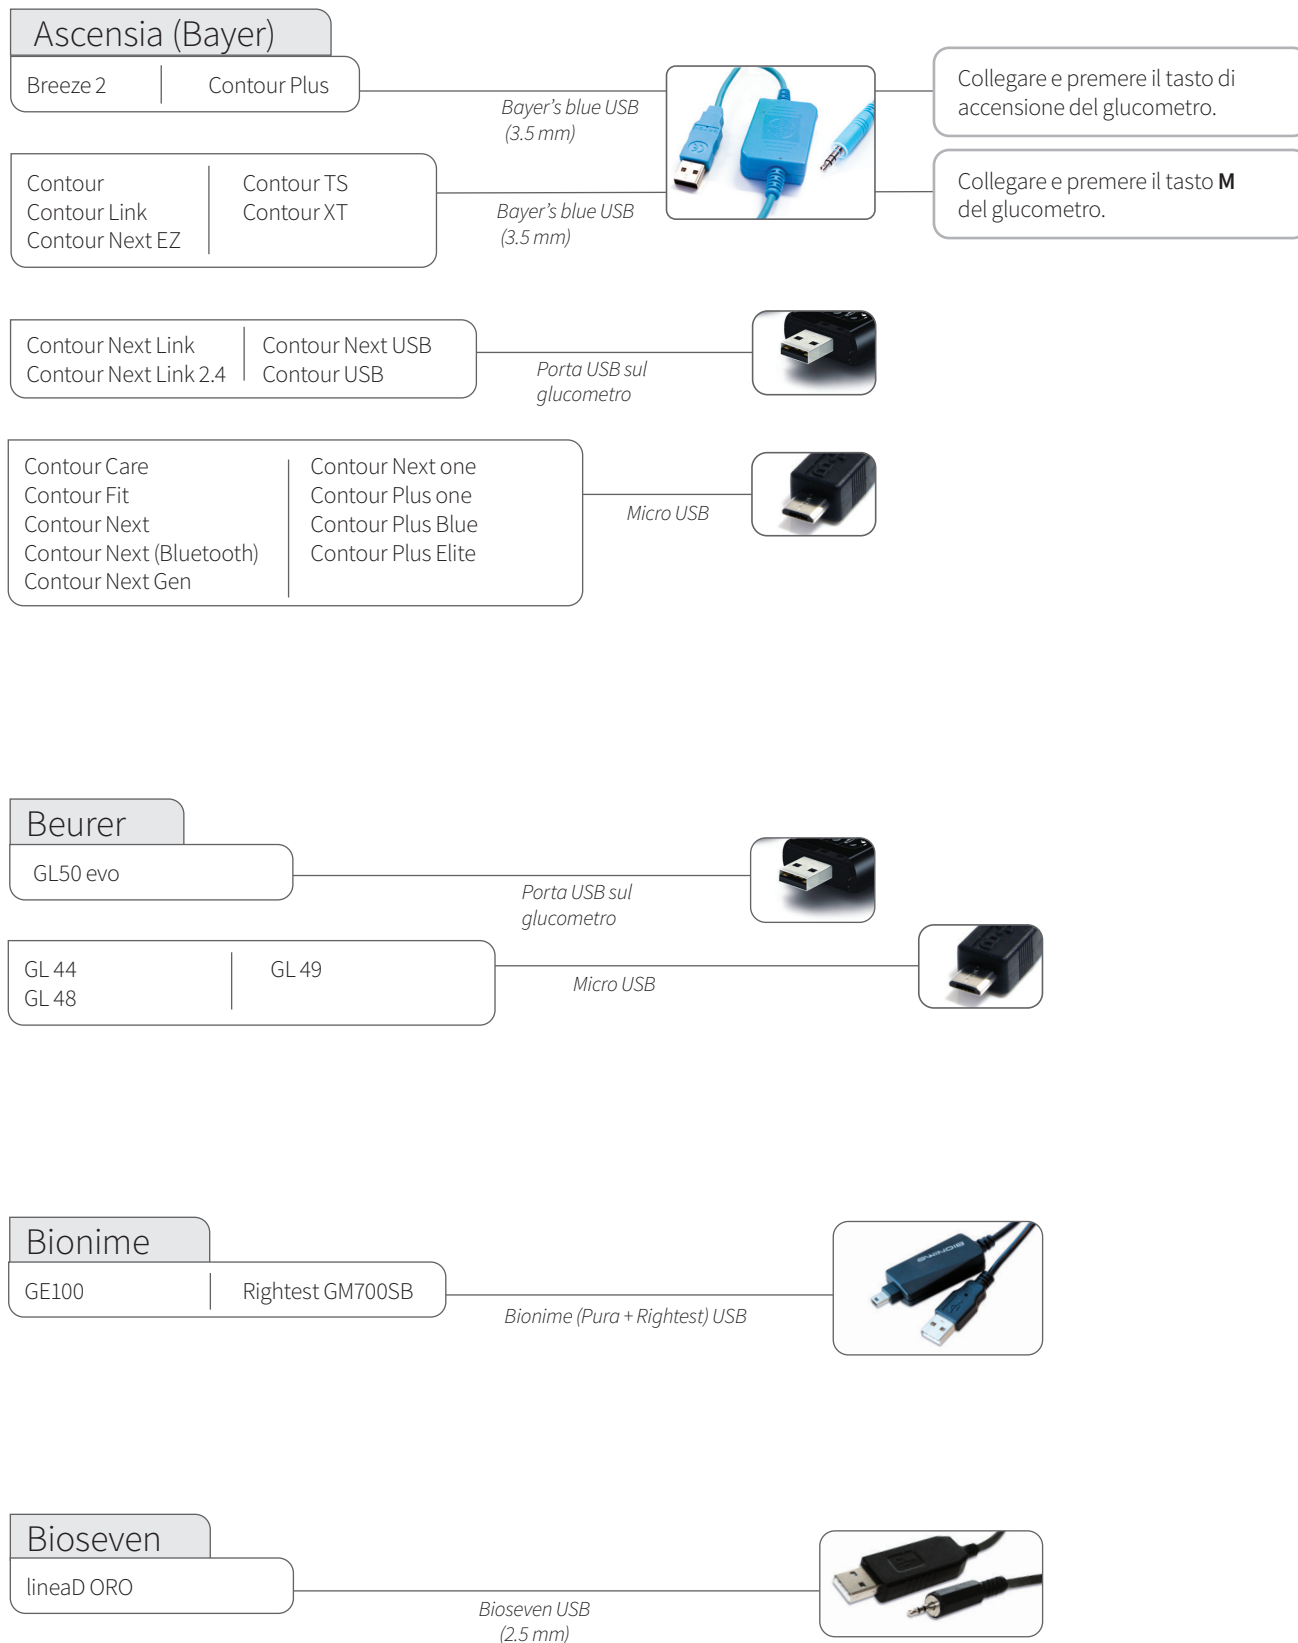 Ascensia (Bayer)
Breeze 2
Contour Plus
Bayer's blue USB
(3.5 mm)
Collegare e premere il tasto di
accensione del glucometro.
Contour
Contour Link
Contour Next EZ
Contour TS
Contour XT
Bayer's blue USB
(3.5 mm)
Collegare e premere il tasto M
del glucometro.
Contour Next Link
Contour Next Link 2.4
Contour Next USB
Contour USB
Porta USB sul
glucometro
Contour Care
Contour Fit
Contour Next
Contour Next (Bluetooth)
Contour Next Gen
Contour Next one
Contour Plus one
Contour Plus Blue
Contour Plus Elite
Micro USB
Beurer
GL50 evo
Porta USB sul
glucometro
GL 44
GL 48
GL 49
Micro USB
Bionime
GE100
Rightest GM700SB
Bionime (Pura + Rightest) USB
BIONIME
Bioseven
lineaD ORO
Bioseven USB
(2.5 mm)